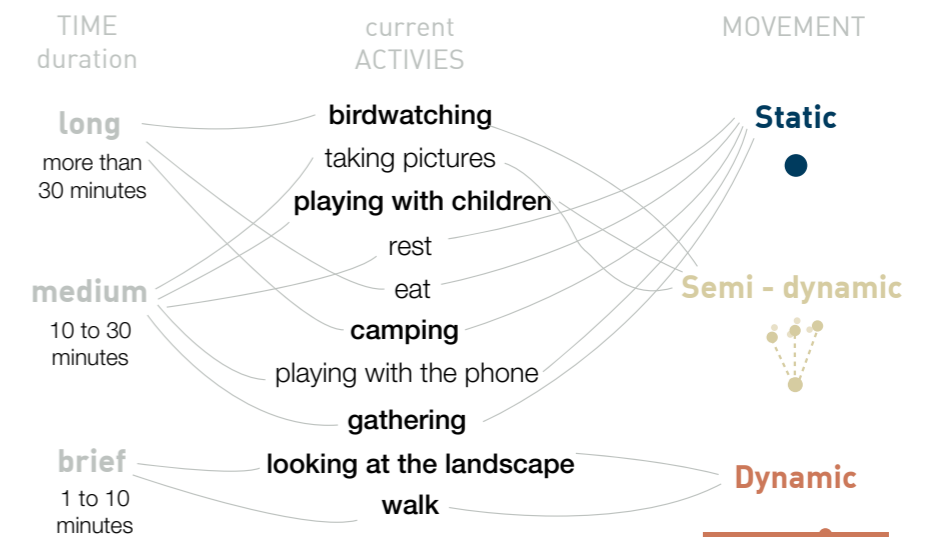 TIME
duration
current
ACTIVIES
MOVEMENT
long
more than
30 minutes
medium
10 to 30
minutes
brief
1 to 10
minutes
birdwatching
taking pictures
playing with children
rest
eat
camping
playing with the phone
gathering
looking at the landscape
walk
Static
Semi - dynamic
Dynamic